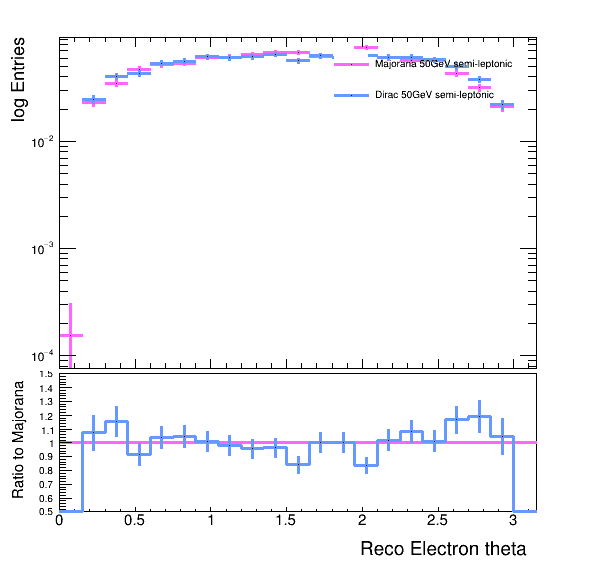 log Entries
10⁻²
10⁻³
10⁻⁴
Majorana 50GeV semi-leptonic
Dirac 50GeV semi-leptonic
Ratio to Majorana
1.5
1.4
1.3
1.2
1.1
1
0.9
0.8
0.7
0.6
0.5
0 0.5 1 1.5 2 2.5 3
Reco Electron theta